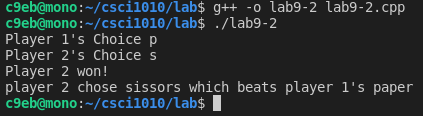 c9eb@mono:~/csci1010/lab$ g++ -o lab9-2 lab9-2.cpp
c9eb@mono:~/csci1010/lab$ ./lab9-2
Player 1's Choice p
Player 2's Choice s
Player 2 won!
player 2 chose sissors which beats player 1's paper
c9eb@mono:~/csci1010/lab$